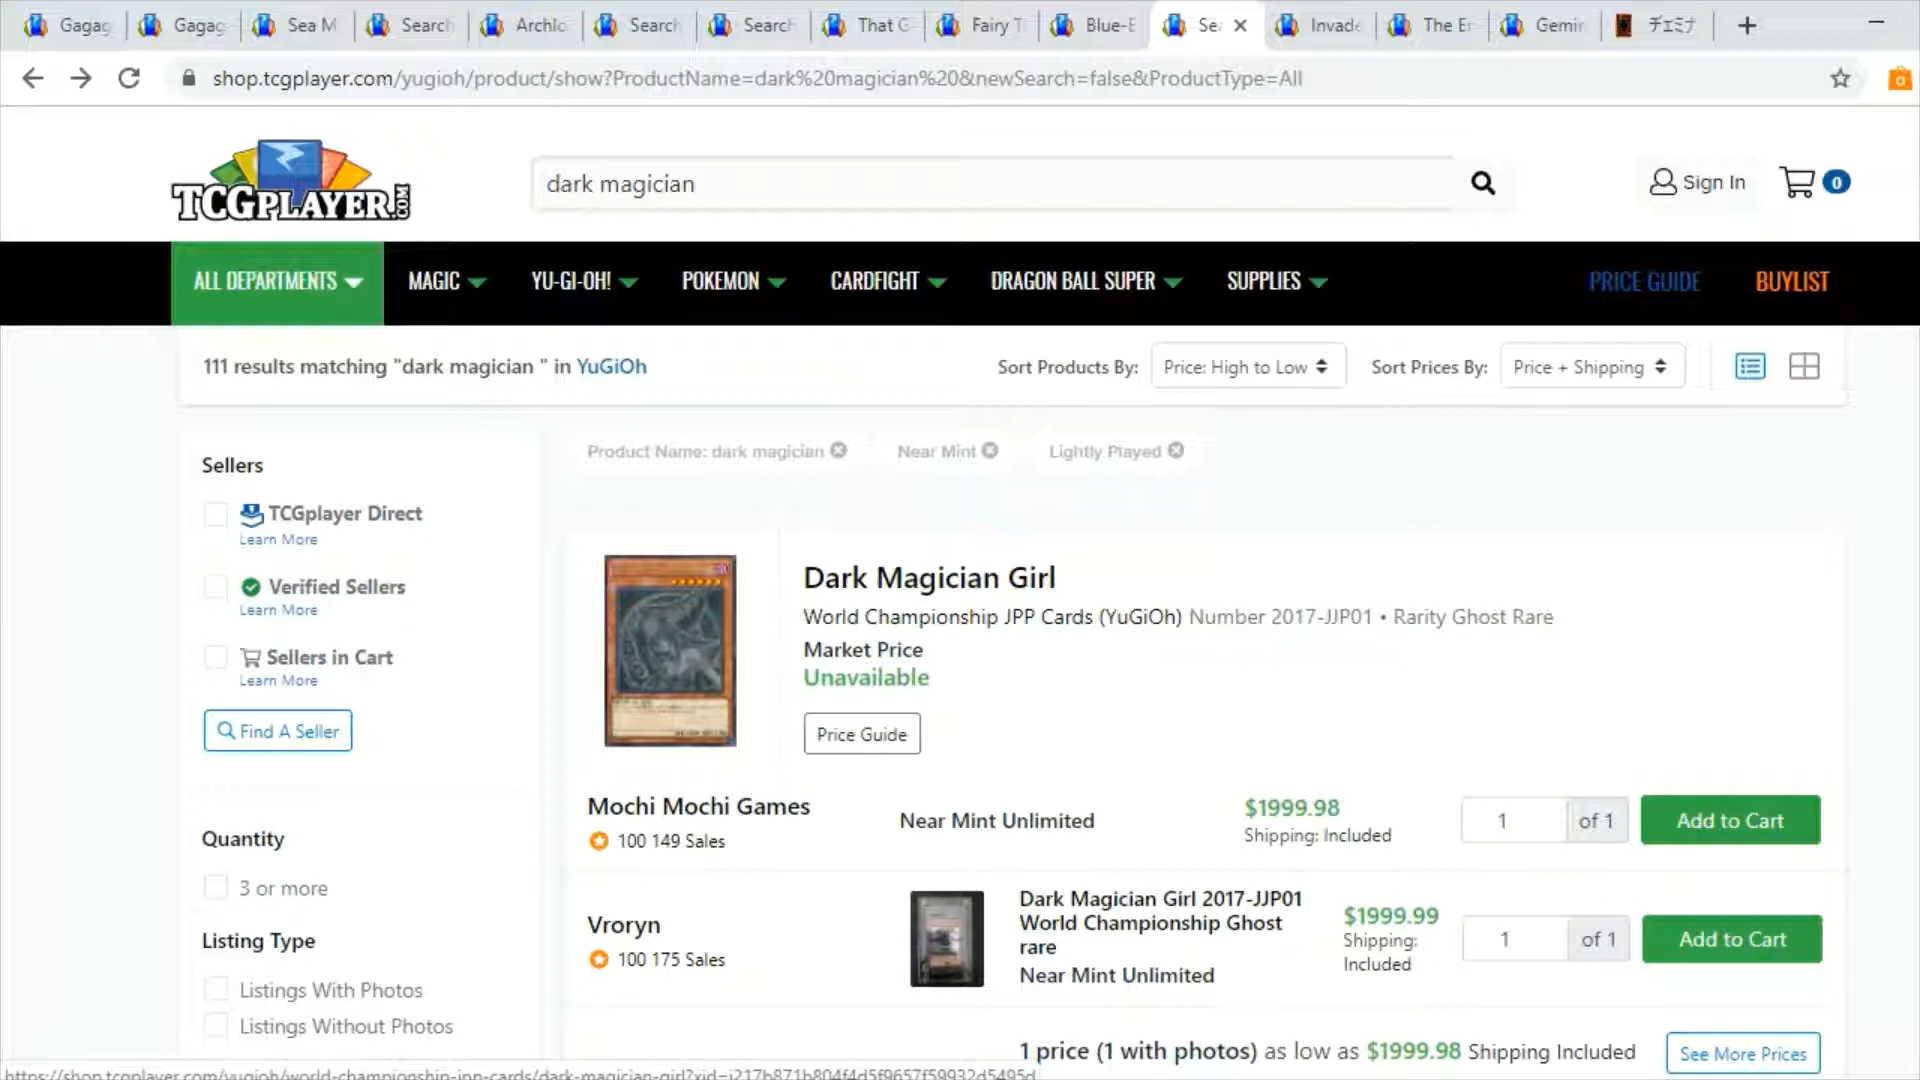 Gagag Gagag Sea M Search Archfi Search Search That G Fairy T Blue-E Sea Invade The En Gemin チェミナ
shop.tcgplayer.com/yugioh/product/show?ProductName=dark%20magician%20&newSearch=false&ProductType=All
TCGPLAYER.COM
dark magician
Sign In 0
ALL DEPARTMENTS MAGIC YU-GI-OH! POKEMON CARDFIGHT DRAGON BALL SUPER SUPPLIES PRICE GUIDE BUYLIST
111 results matching "dark magician " in YuGiOh Sort Products By: Price: High to Low Sort Prices By: Price + Shipping
Product Name: dark magician Near Mint Lightly Played
Sellers
TCGplayer Direct
Learn More
Verified Sellers
Learn More
Sellers in Cart
Learn More
Find A Seller
Quantity
3 or more
Listing Type
Listings With Photos
Listings Without Photos
Dark Magician Girl
World Championship JPP Cards (YuGiOh) Number 2017-JJP01 • Rarity Ghost Rare
Market Price
Unavailable
Price Guide
Mochi Mochi Games
100 149 Sales
Near Mint Unlimited
$1999.98
Shipping: Included
1 of 1 Add to Cart
Vroryn
100 175 Sales
Dark Magician Girl 2017-JJP01
World Championship Ghost
rare
Near Mint Unlimited
$1999.99
Shipping:
Included
1 of 1 Add to Cart
1 price (1 with photos) as low as $1999.98 Shipping Included See More Prices